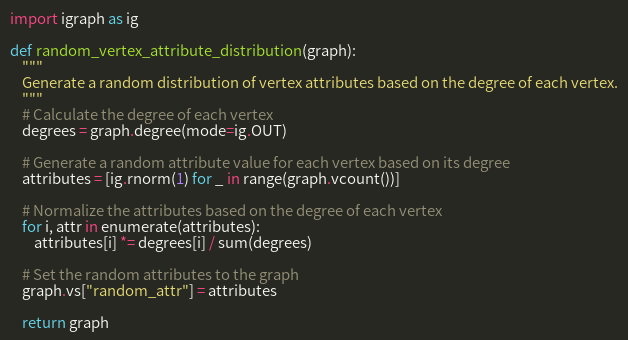 import igraph as ig
def random_vertex_attribute_distribution(graph):
"""
Generate a random distribution of vertex attributes based on the degree of each vertex.
"""
# Calculate the degree of each vertex
degrees = graph.degree(mode=ig.OUT)
# Generate a random attribute value for each vertex based on its degree
attributes = [ig.rnorm(1) for _ in range(graph.vcount())]
# Normalize the attributes based on the degree of each vertex
for i, attr in enumerate(attributes):
attributes[i] *= degrees[i] / sum(degrees)
# Set the random attributes to the graph
graph.vs["random_attr"] = attributes
return graph